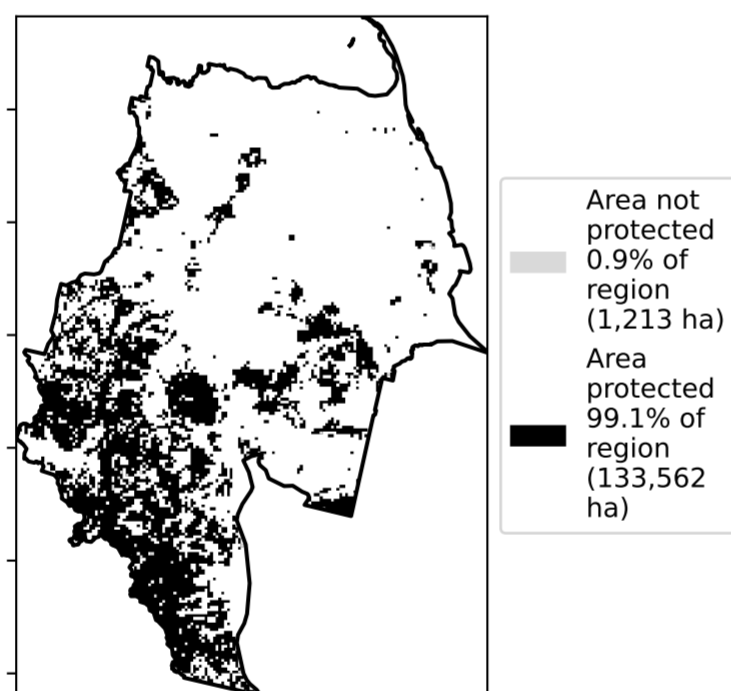 Area not
protected
0.9% of
region
(1,213 ha)
Area
protected
99.1% of
region
(133,562
ha)